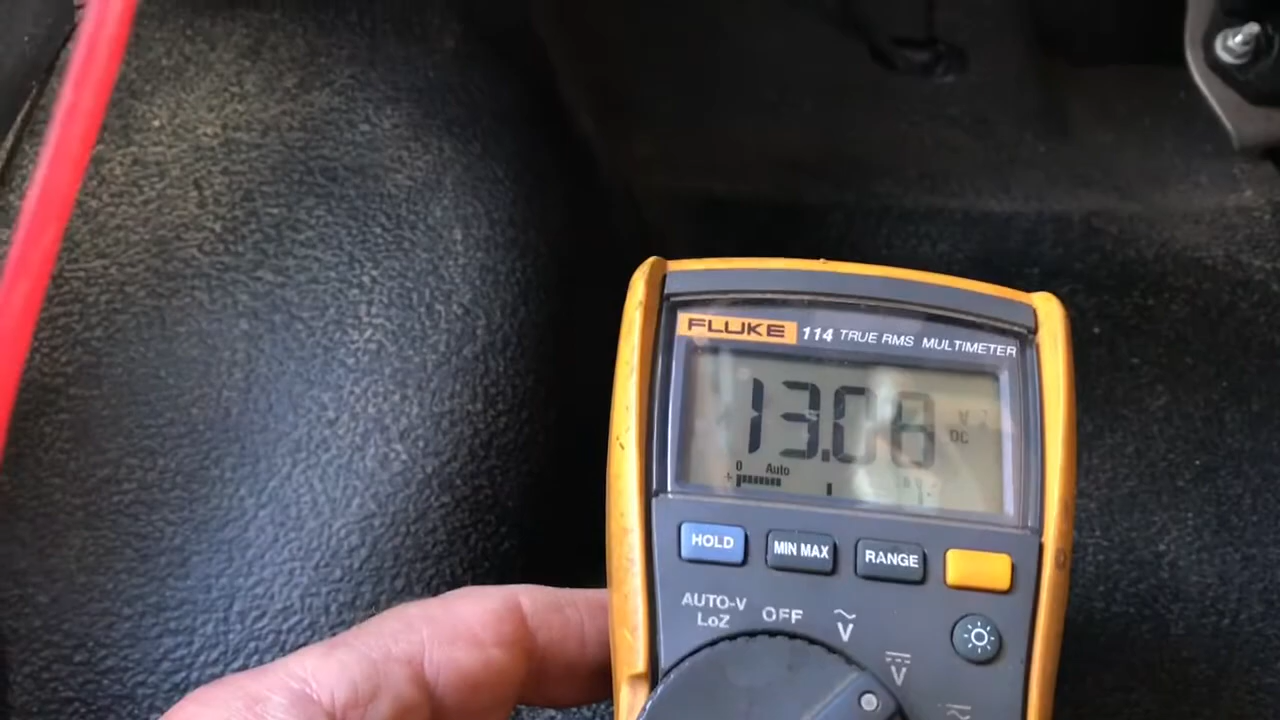 FLUKE 114 TRUE RMS MULTIMETER
13.08
V
DC
0 Auto
+
HOLD MIN MAX RANGE
AUTO-V
LoZ
OFF
V
V